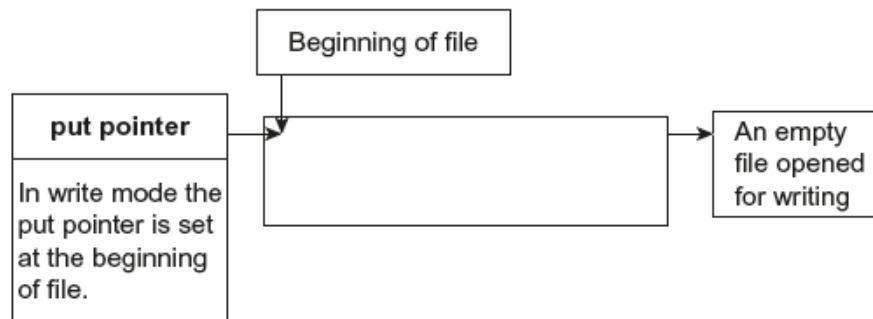 Beginning of file
put pointer
In write mode the
put pointer is set
at the beginning
of file.
An empty
file opened
for writing